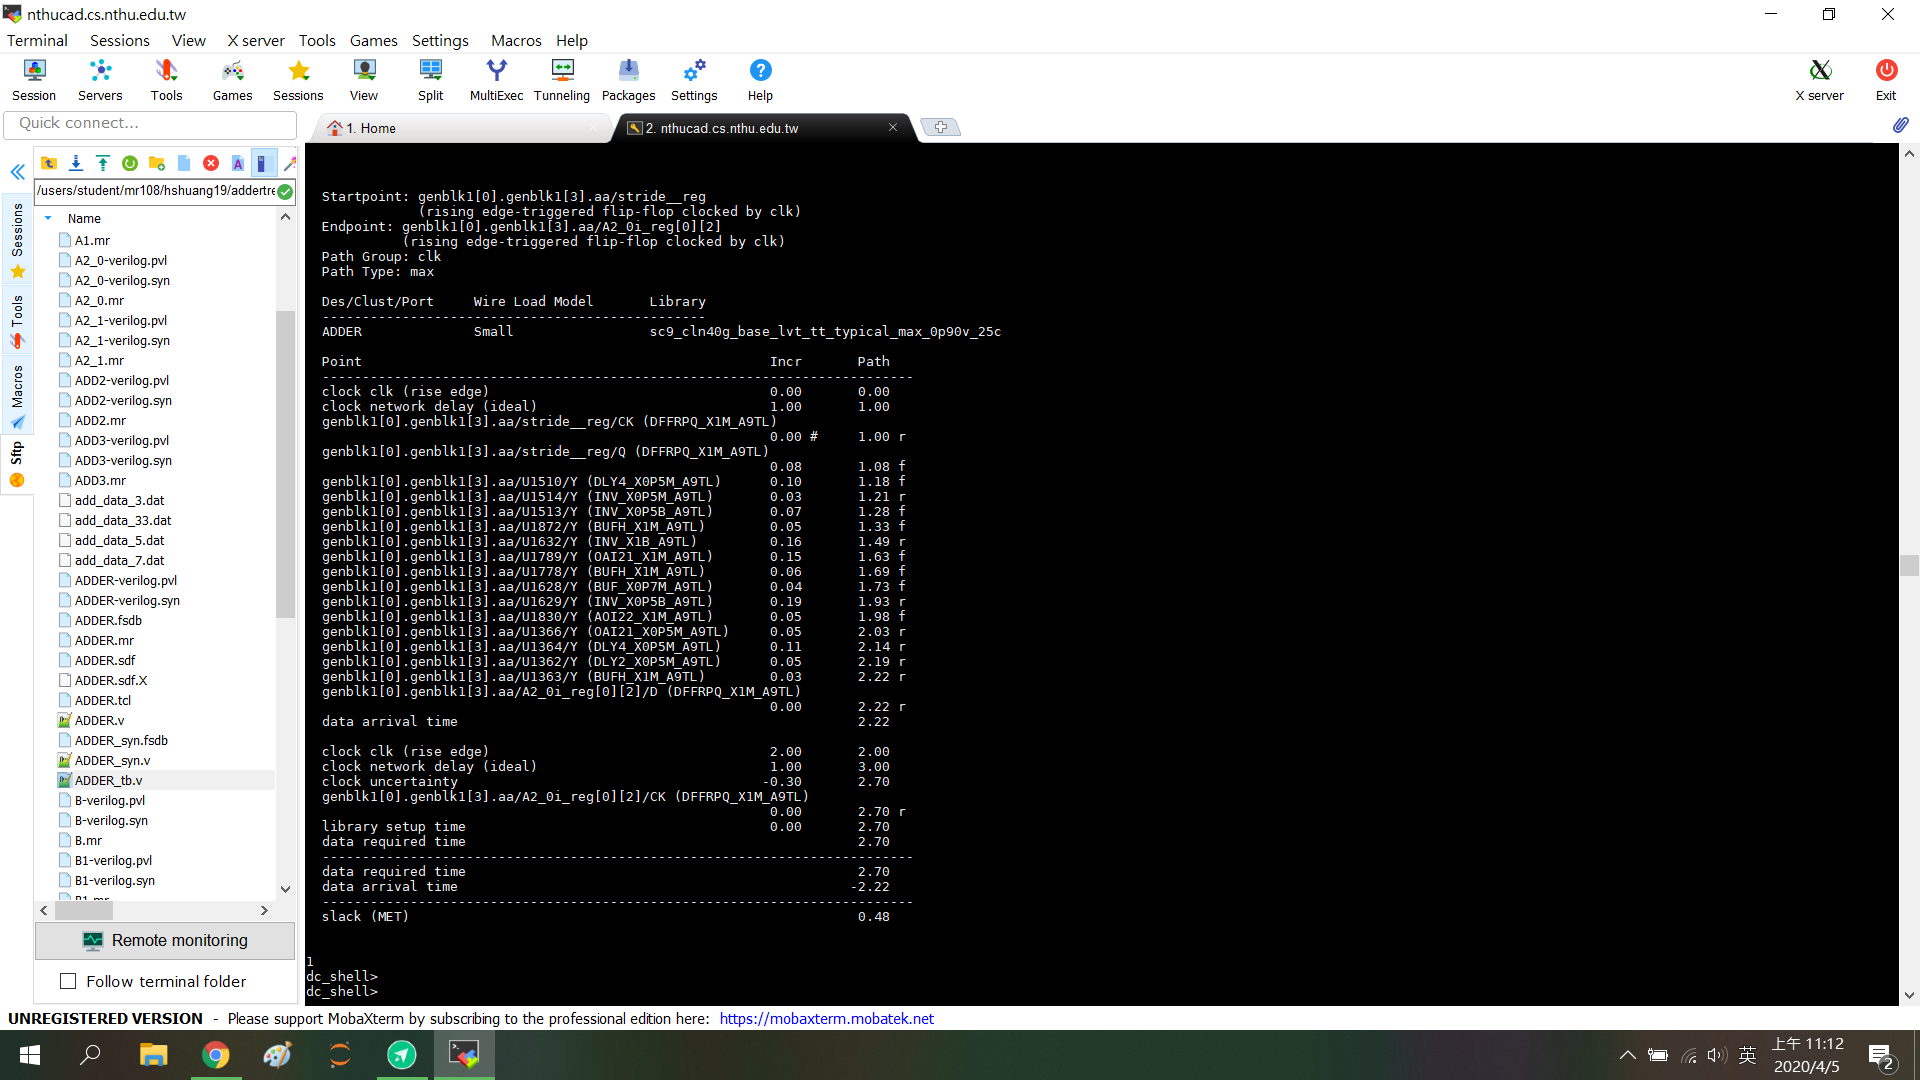 nthucad.cs.nthu.edu.tw
Terminal Sessions View X server Tools Games Settings Macros Help
Session Servers Tools Games Sessions View Split MultiExec Tunneling Packages Settings Help X server Exit
Quick connect...
1. Home
2. nthucad.cs.nthu.edu.tw
/users/student/mr108/hshuang19/addertre
Sessions
Tools
Macros
Sftp
Name
A1.mr
A2_0-verilog.pvl
A2_0-verilog.syn
A2_0.mr
A2_1-verilog.pvl
A2_1-verilog.syn
A2_1.mr
ADD2-verilog.pvl
ADD2-verilog.syn
ADD2.mr
ADD3-verilog.pvl
ADD3-verilog.syn
ADD3.mr
add_data_3.dat
add_data_33.dat
add_data_5.dat
add_data_7.dat
ADDER-verilog.pvl
ADDER-verilog.syn
ADDER.fsdb
ADDER.mr
ADDER.sdf
ADDER.sdf.X
ADDER.tcl
ADDER.v
ADDER_syn.fsdb
ADDER_syn.v
ADDER_tb.v
B-verilog.pvl
B-verilog.syn
B.mr
B1-verilog.pvl
B1-verilog.syn
B1.mr
Remote monitoring
Follow terminal folder
Startpoint: genblk1[0].genblk1[3].aa/stride__reg
(rising edge-triggered flip-flop clocked by clk)
Endpoint: genblk1[0].genblk1[3].aa/A2_0i_reg[0][2]
(rising edge-triggered flip-flop clocked by clk)
Path Group: clk
Path Type: max
Des/Clust/Port Wire Load Model Library
------------------------------------------------
ADDER Small sc9_cln40g_base_lvt_tt_typical_max_0p90v_25c
Point Incr Path
--------------------------------------------------------------------------
clock clk (rise edge) 0.00 0.00
clock network delay (ideal) 1.00 1.00
genblk1[0].genblk1[3].aa/stride__reg/CK (DFFRPQ_X1M_A9TL)
0.00 # 1.00 r
genblk1[0].genblk1[3].aa/stride__reg/Q (DFFRPQ_X1M_A9TL)
0.08 1.08 f
genblk1[0].genblk1[3].aa/U1510/Y (DLY4_X0P5M_A9TL) 0.10 1.18 f
genblk1[0].genblk1[3].aa/U1514/Y (INV_X0P5M_A9TL) 0.03 1.21 r
genblk1[0].genblk1[3].aa/U1513/Y (INV_X0P5B_A9TL) 0.07 1.28 f
genblk1[0].genblk1[3].aa/U1872/Y (BUFH_X1M_A9TL) 0.05 1.33 f
genblk1[0].genblk1[3].aa/U1632/Y (INV_X1B_A9TL) 0.16 1.49 r
genblk1[0].genblk1[3].aa/U1789/Y (OAI21_X1M_A9TL) 0.15 1.63 f
genblk1[0].genblk1[3].aa/U1778/Y (BUFH_X1M_A9TL) 0.06 1.69 f
genblk1[0].genblk1[3].aa/U1628/Y (BUF_X0P7M_A9TL) 0.04 1.73 f
genblk1[0].genblk1[3].aa/U1629/Y (INV_X0P5B_A9TL) 0.19 1.93 r
genblk1[0].genblk1[3].aa/U1830/Y (AOI22_X1M_A9TL) 0.05 1.98 f
genblk1[0].genblk1[3].aa/U1366/Y (OAI21_X0P5M_A9TL) 0.05 2.03 r
genblk1[0].genblk1[3].aa/U1364/Y (DLY4_X0P5M_A9TL) 0.11 2.14 r
genblk1[0].genblk1[3].aa/U1362/Y (DLY2_X0P5M_A9TL) 0.05 2.19 r
genblk1[0].genblk1[3].aa/U1363/Y (BUFH_X1M_A9TL) 0.03 2.22 r
genblk1[0].genblk1[3].aa/A2_0i_reg[0][2]/D (DFFRPQ_X1M_A9TL)
0.00 2.22 r
data arrival time 2.22
clock clk (rise edge) 2.00 2.00
clock network delay (ideal) 1.00 3.00
clock uncertainty -0.30 2.70
genblk1[0].genblk1[3].aa/A2_0i_reg[0][2]/CK (DFFRPQ_X1M_A9TL)
0.00 2.70 r
library setup time 0.00 2.70
data required time 2.70
--------------------------------------------------------------------------
data required time 2.70
data arrival time -2.22
--------------------------------------------------------------------------
slack (MET) 0.48
1
dc_shell>
dc_shell>
UNREGISTERED VERSION - Please support MobaXterm by subscribing to the professional edition here: https://mobaxterm.mobatek.net
英
上午 11:12
2020/4/5
2